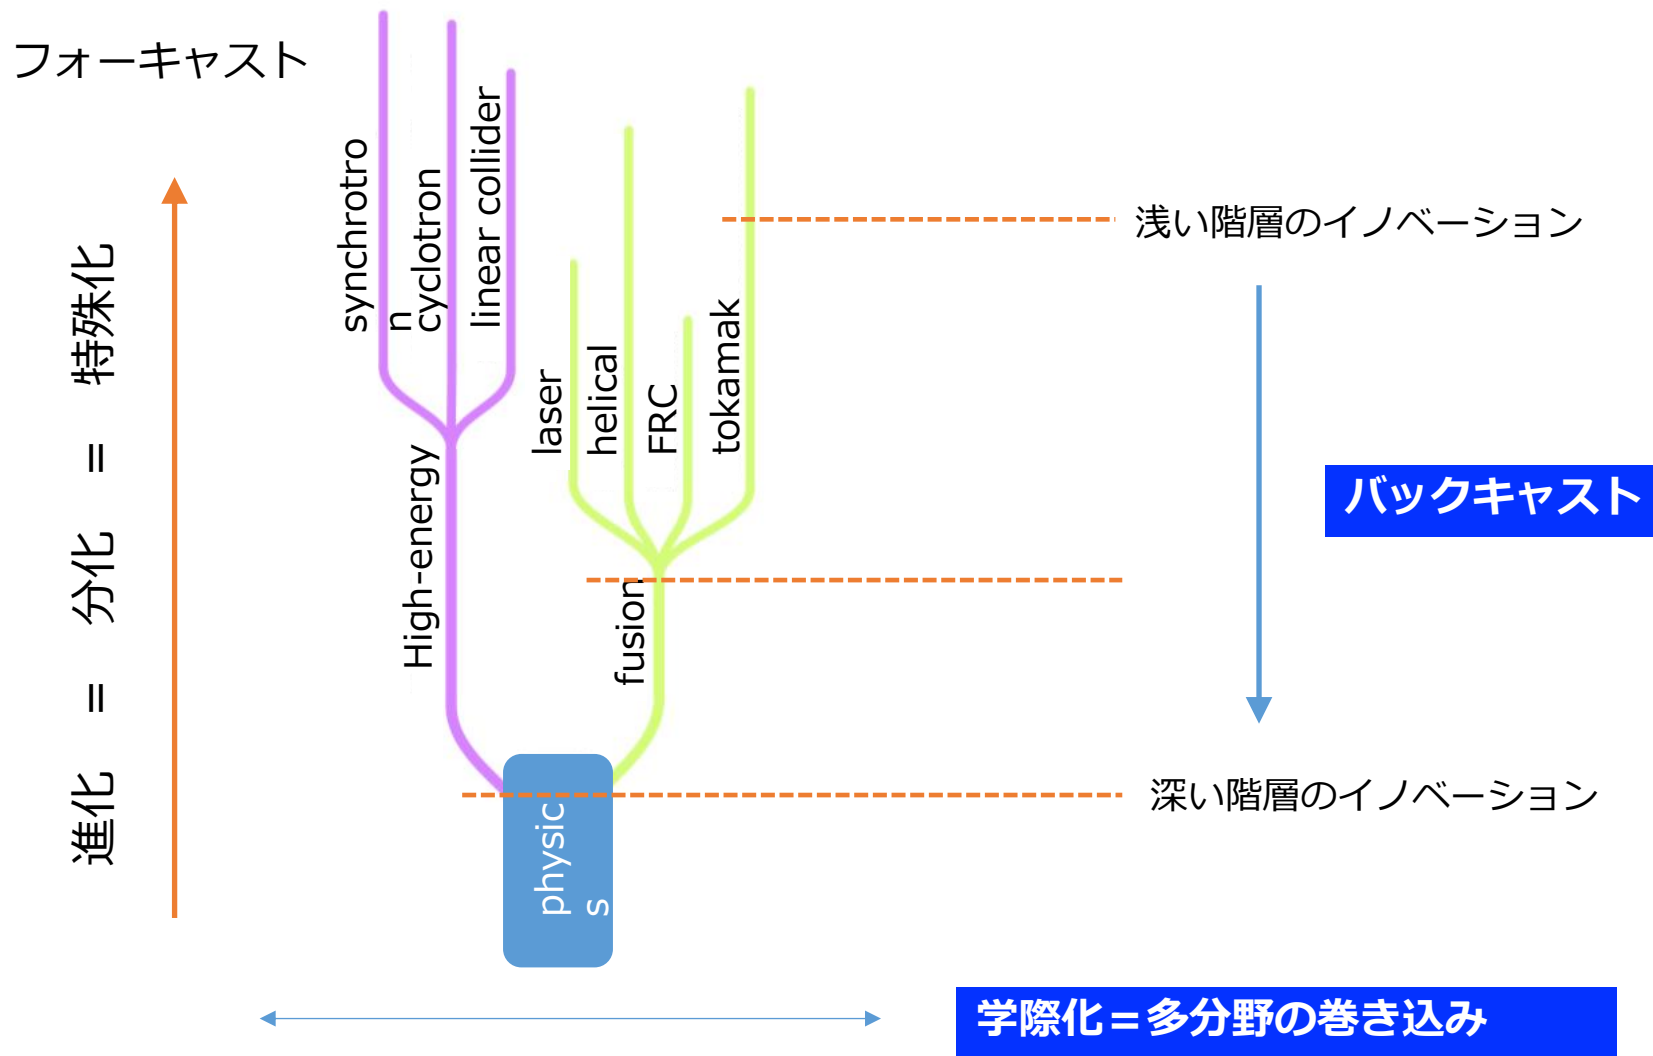 フォーキャスト
進化 = 分化 = 特殊化
synchrotro
n
cyclotron
linear collider
High-energy
laser
helical
FRC
tokamak
fusion
physic
s
浅い階層のイノベーション
バックキャスト
深い階層のイノベーション
学際化＝多分野の巻き込み